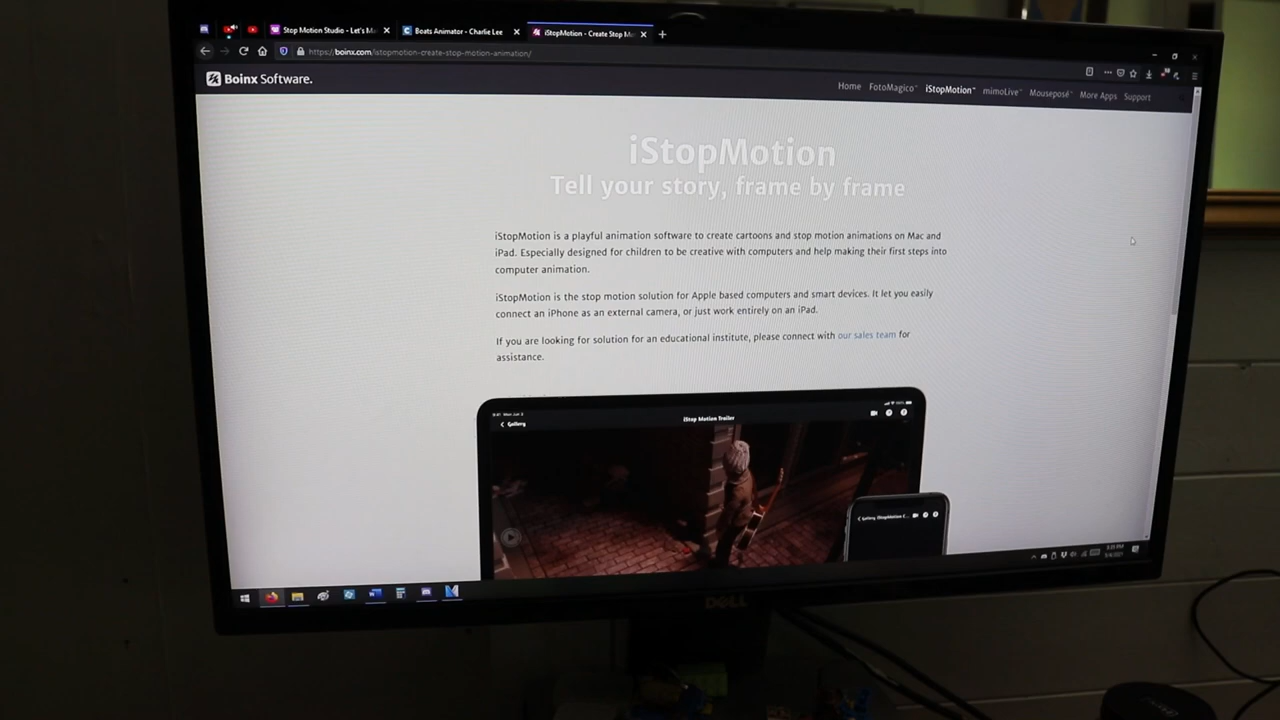 Stop Motion Studio - Let's M
Boats Animator - Charlie Lee
iStopMotion - Create Stop M
https://boinx.com/istopmotion-create-stop-motion-animation/
Boinx Software.
Home FotoMagico iStopMotion mimoLive Mouseposé More Apps Support
iStopMotion
Tell your story, frame by frame
iStopMotion is a playful animation software to create cartoons and stop motion animations on Mac and
iPad. Especially designed for children to be creative with computers and help making their first steps into
computer animation.
iStopMotion is the stop motion solution for Apple based computers and smart devices. It let you easily
connect an iPhone as an external camera, or just work entirely on an iPad.
If you are looking for solution for an educational institute, please connect with our sales team for
assistance.
Gallery
iStop Motion Trailer
DELL